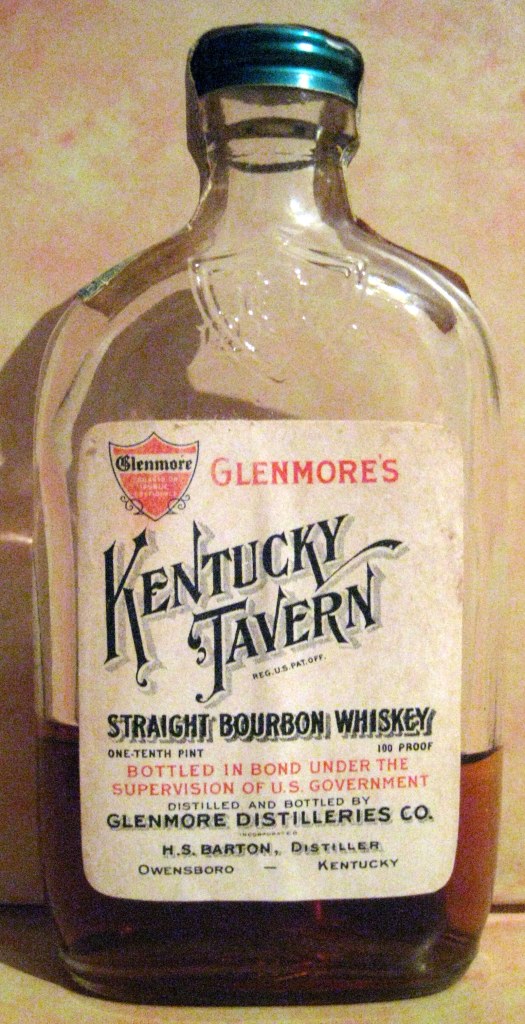 Glenmore
GLENMORE'S
KENTUCKY
TAVERN
REG.U.S.PAT.OFF.
STRAIGHT BOURBON WHISKEY
ONE-TENTH PINT 100 PROOF
BOTTLED IN BOND UNDER THE
SUPERVISION OF U.S. GOVERNMENT
DISTILLED AND BOTTLED BY
GLENMORE DISTILLERIES CO.
INCORPORATED
H.S. BARTON, DISTILLER
OWENSBORO — KENTUCKY